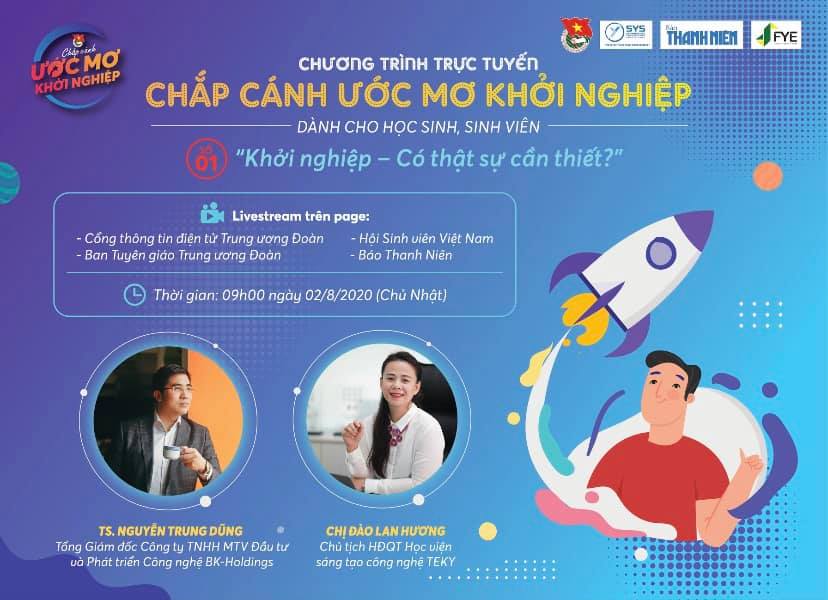 Chắp cánh
ƯỚC MƠ
KHỞI NGHIỆP
SYS
Báo
THANH NIÊN
FYE
CHƯƠNG TRÌNH TRỰC TUYẾN
CHẮP CÁNH ƯỚC MƠ KHỞI NGHIỆP
DÀNH CHO HỌC SINH, SINH VIÊN
SỐ
01
"Khởi nghiệp – Có thật sự cần thiết?"
Livestream trên page:
- Cổng thông tin điện tử Trung ương Đoàn
- Hội Sinh viên Việt Nam
- Ban Tuyên giáo Trung ương Đoàn
- Báo Thanh Niên
Thời gian: 09h00 ngày 02/8/2020 (Chủ Nhật)
TS. NGUYỄN TRUNG DŨNG
Tổng Giám đốc Công ty TNHH MTV Đầu tư
và Phát triển Công nghệ BK-Holdings
CHỊ ĐÀO LAN HƯƠNG
Chủ tịch HĐQT Học viện
sáng tạo công nghệ TEKY